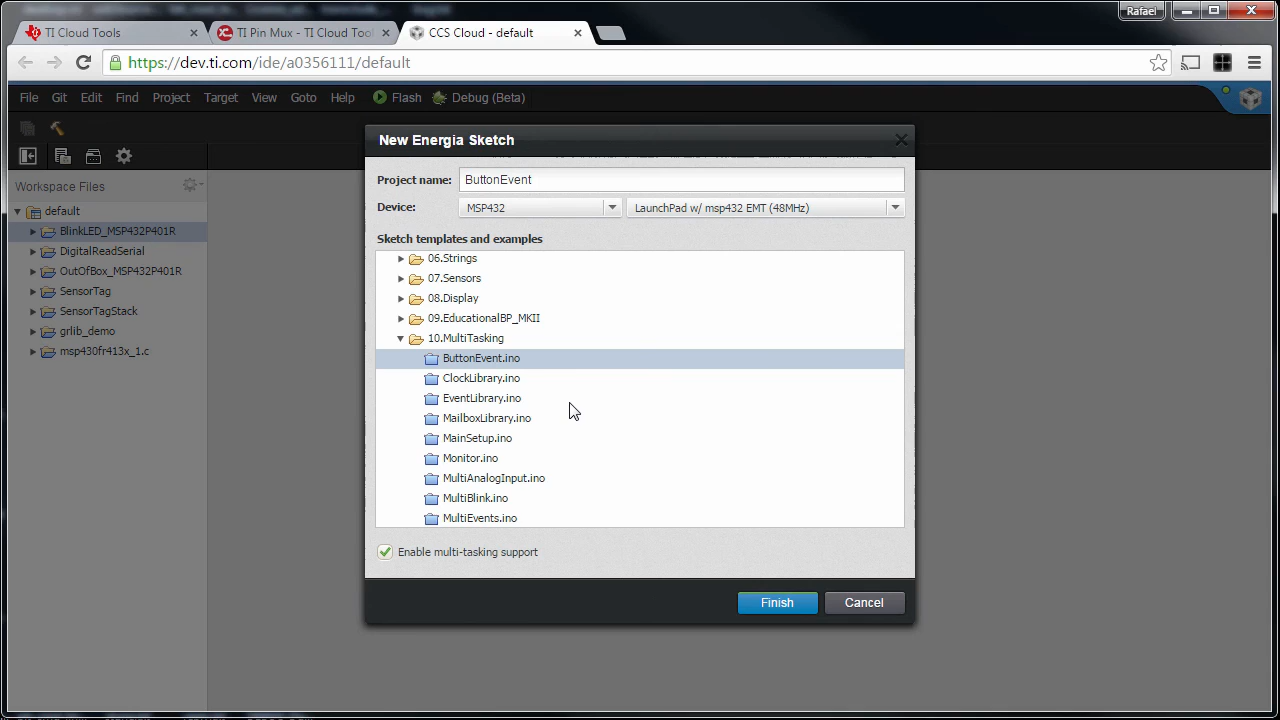 Rafael
TI Cloud Tools
TI Pin Mux - TI Cloud Tool
CCS Cloud - default
https://dev.ti.com/ide/a0356111/default
File Git Edit Find Project Target View Goto Help Flash Debug (Beta)
New Energia Sketch
Workspace Files
default
BlinkLED_MSP432P401R
DigitalReadSerial
OutOfBox_MSP432P401R
SensorTag
SensorTagStack
grlib_demo
msp430fr413x_1.c
Project name: ButtonEvent
Device: MSP432 LaunchPad w/ msp432 EMT (48MHz)
Sketch templates and examples
06.Strings
07.Sensors
08.Display
09.EducationalBP_MKII
10.MultiTasking
ButtonEvent.ino
ClockLibrary.ino
EventLibrary.ino
MailboxLibrary.ino
MainSetup.ino
Monitor.ino
MultiAnalogInput.ino
MultiBlink.ino
MultiEvents.ino
Enable multi-tasking support
Finish Cancel